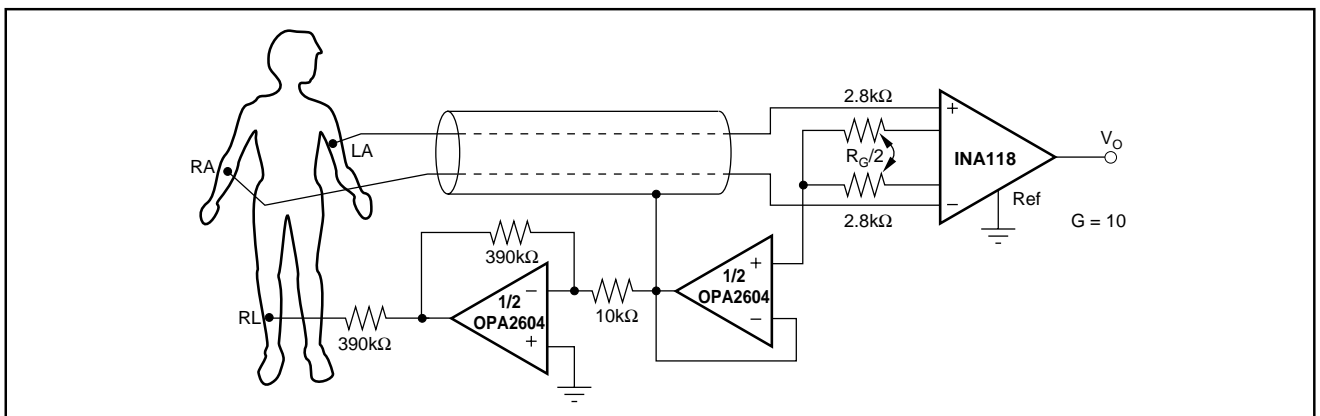 2.8kΩ
+
V_O
LA
RA
R_G/2
INA118
Ref
−
2.8kΩ
G = 10
390kΩ
+
1/2
OPA2604
−
10kΩ
−
1/2
OPA2604
+
RL
390kΩ